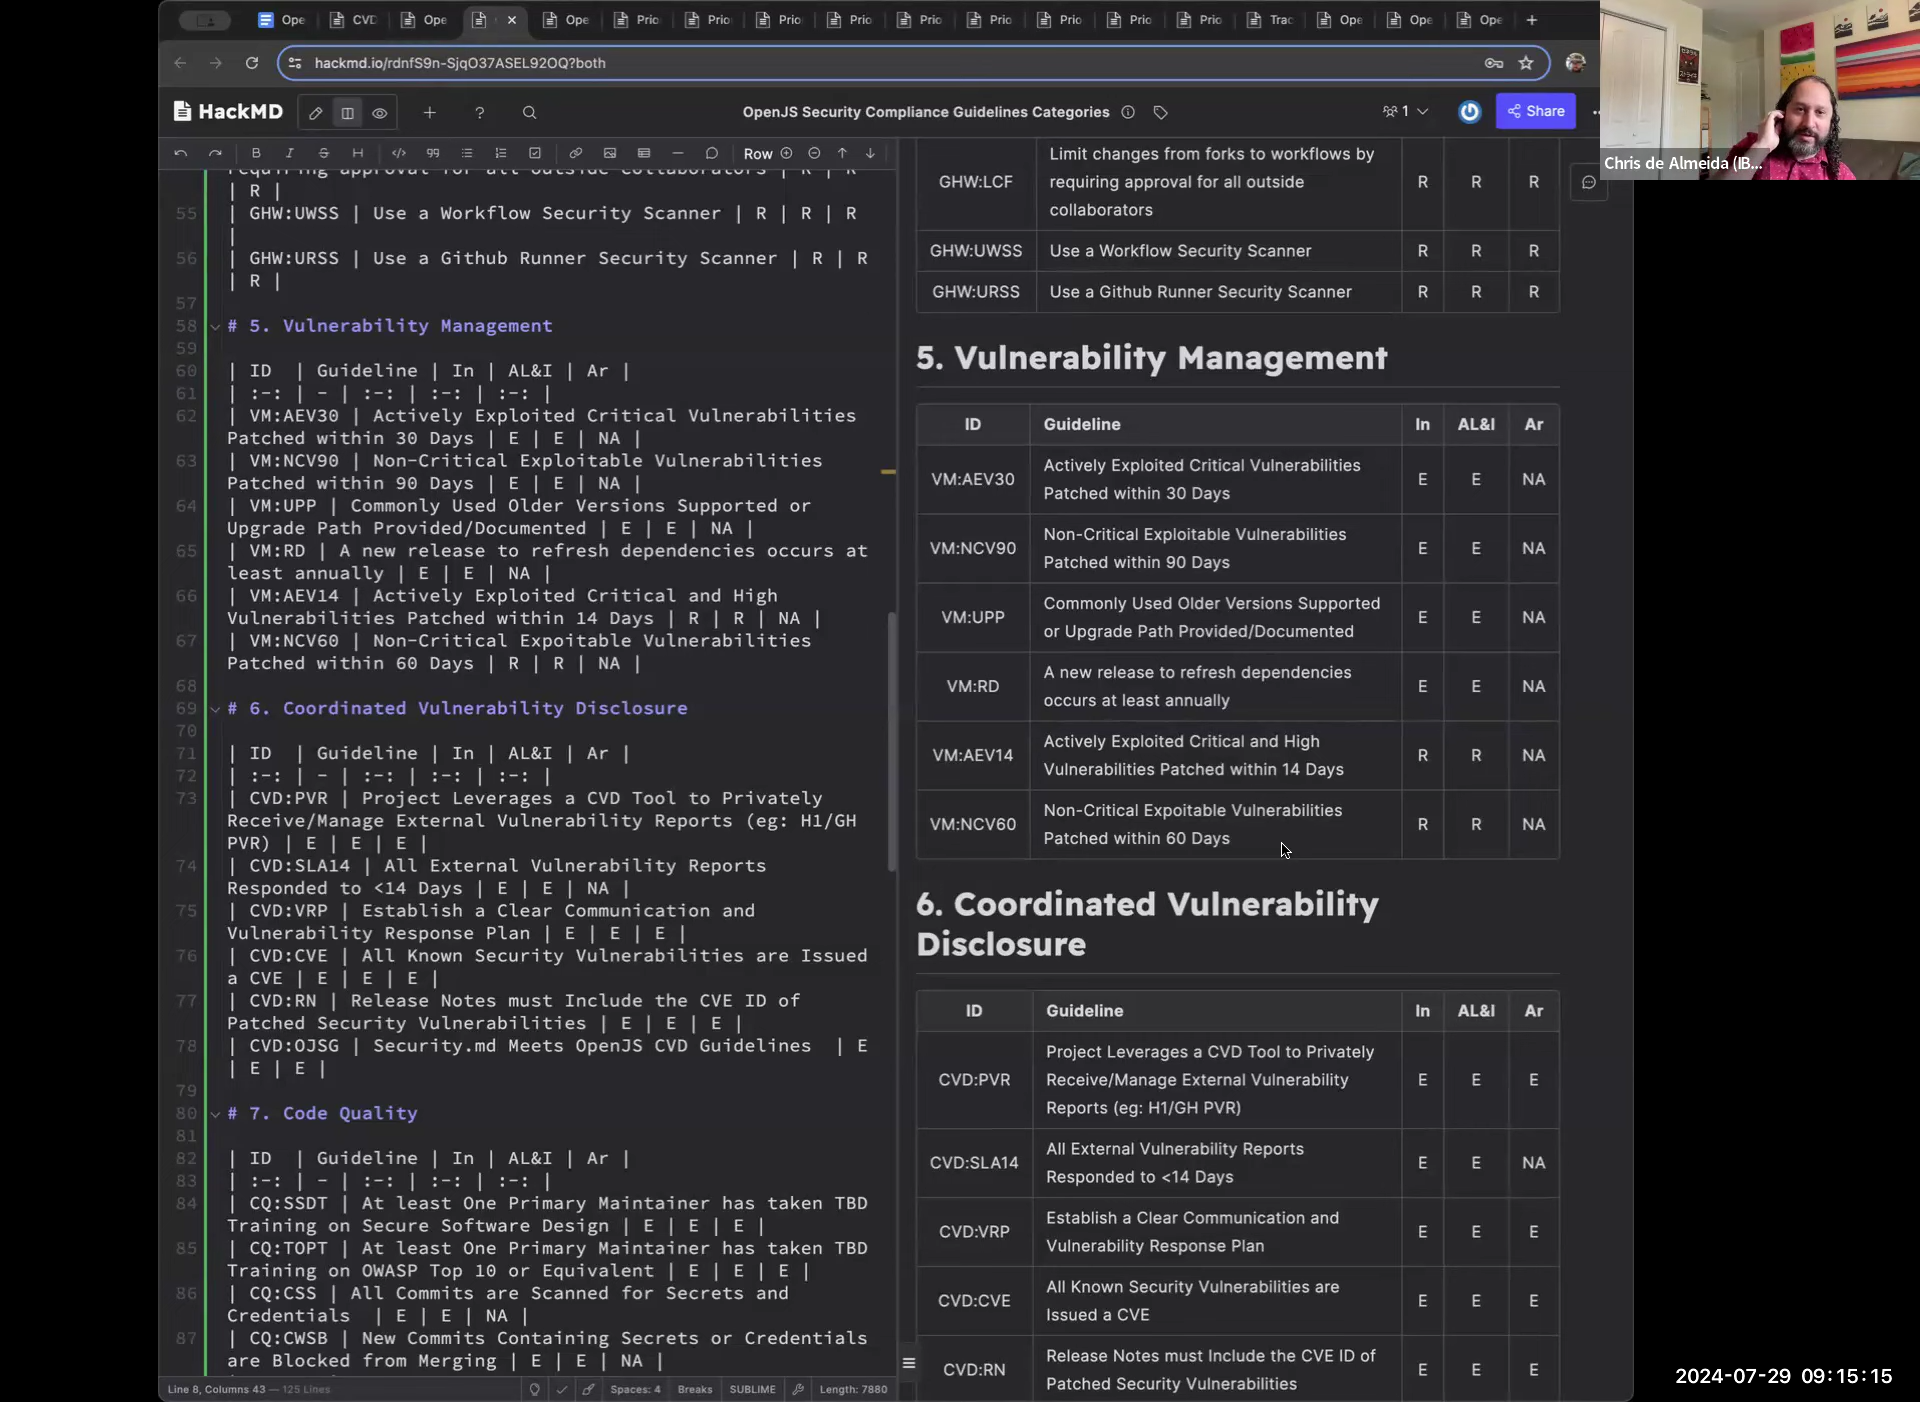 Ope
CVD
Ope
Ope
Prio
Prio
Prio
Prio
Prio
Prio
Prio
Prio
Prio
Trac
Ope
Ope
Ope
hackmd.io/rdnfS9n-SjqO37ASEL92OQ?both
HackMD
OpenJS Security Compliance Guidelines Categories
1
Share
Chris de Almeida (IB...
Row
requiring approval for all outside collaborators | R | R
| R |
55 | GHW:UWSS | Use a Workflow Security Scanner | R | R | R
|
56 | GHW:URSS | Use a Github Runner Security Scanner | R | R
| R |
57
58 # 5. Vulnerability Management
59
60 | ID | Guideline | In | AL&I | Ar |
61 | :-: | - | :-: | :-: | :-: |
62 | VM:AEV30 | Actively Exploited Critical Vulnerabilities
Patched within 30 Days | E | E | NA |
63 | VM:NCV90 | Non-Critical Exploitable Vulnerabilities
Patched within 90 Days | E | E | NA |
64 | VM:UPP | Commonly Used Older Versions Supported or
Upgrade Path Provided/Documented | E | E | NA |
65 | VM:RD | A new release to refresh dependencies occurs at
least annually | E | E | NA |
66 | VM:AEV14 | Actively Exploited Critical and High
Vulnerabilities Patched within 14 Days | R | R | NA |
67 | VM:NCV60 | Non-Critical Expoitable Vulnerabilities
Patched within 60 Days | R | R | NA |
68
69 # 6. Coordinated Vulnerability Disclosure
70
71 | ID | Guideline | In | AL&I | Ar |
72 | :-: | - | :-: | :-: | :-: |
73 | CVD:PVR | Project Leverages a CVD Tool to Privately
Receive/Manage External Vulnerability Reports (eg: H1/GH
PVR) | E | E | E |
74 | CVD:SLA14 | All External Vulnerability Reports
Responded to <14 Days | E | E | NA |
75 | CVD:VRP | Establish a Clear Communication and
Vulnerability Response Plan | E | E | E |
76 | CVD:CVE | All Known Security Vulnerabilities are Issued
a CVE | E | E | E |
77 | CVD:RN | Release Notes must Include the CVE ID of
Patched Security Vulnerabilities | E | E | E |
78 | CVD:OJSG | Security.md Meets OpenJS CVD Guidelines | E
| E | E |
79
80 # 7. Code Quality
81
82 | ID | Guideline | In | AL&I | Ar |
83 | :-: | - | :-: | :-: | :-: |
84 | CQ:SSDT | At least One Primary Maintainer has taken TBD
Training on Secure Software Design | E | E | E |
85 | CQ:TOPT | At least One Primary Maintainer has taken TBD
Training on OWASP Top 10 or Equivalent | E | E | E |
86 | CQ:CSS | All Commits are Scanned for Secrets and
Credentials | E | E | NA |
87 | CQ:CWSB | New Commits Containing Secrets or Credentials
are Blocked from Merging | E | E | NA |
Line 8, Columns 43 — 125 Lines
Spaces: 4
Breaks
SUBLIME
Length: 7880
GHW:LCF Limit changes from forks to workflows by R R R
requiring approval for all outside
collaborators
GHW:UWSS Use a Workflow Security Scanner R R R
GHW:URSS Use a Github Runner Security Scanner R R R
5. Vulnerability Management
ID Guideline In AL&I Ar
VM:AEV30 Actively Exploited Critical Vulnerabilities E E NA
Patched within 30 Days
VM:NCV90 Non-Critical Exploitable Vulnerabilities E E NA
Patched within 90 Days
VM:UPP Commonly Used Older Versions Supported E E NA
or Upgrade Path Provided/Documented
VM:RD A new release to refresh dependencies E E NA
occurs at least annually
VM:AEV14 Actively Exploited Critical and High R R NA
Vulnerabilities Patched within 14 Days
VM:NCV60 Non-Critical Expoitable Vulnerabilities R R NA
Patched within 60 Days
6. Coordinated Vulnerability
Disclosure
ID Guideline In AL&I Ar
CVD:PVR Project Leverages a CVD Tool to Privately E E E
Receive/Manage External Vulnerability
Reports (eg: H1/GH PVR)
CVD:SLA14 All External Vulnerability Reports E E NA
Responded to <14 Days
CVD:VRP Establish a Clear Communication and E E E
Vulnerability Response Plan
CVD:CVE All Known Security Vulnerabilities are E E E
Issued a CVE
CVD:RN Release Notes must Include the CVE ID of E E E
Patched Security Vulnerabilities
2024-07-29 09:15:15